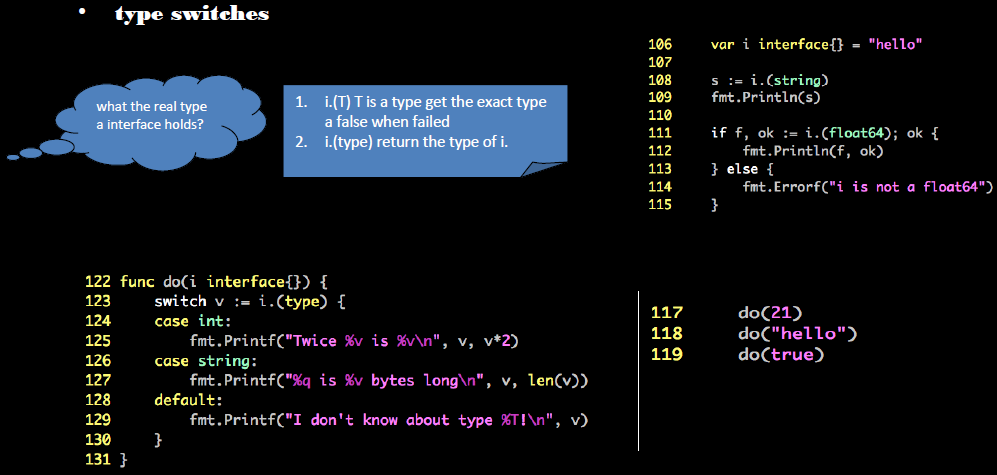 • type switches
what the real type
a interface holds?
1. i.(T) T is a type get the exact type
a false when failed
2. i.(type) return the type of i.
106 var i interface{} = "hello"
107
108 s := i.(string)
109 fmt.Println(s)
110
111 if f, ok := i.(float64); ok {
112 fmt.Println(f, ok)
113 } else {
114 fmt.Errorf("i is not a float64")
115 }
122 func do(i interface{}) {
123 switch v := i.(type) {
124 case int:
125 fmt.Printf("Twice %v is %v\n", v, v*2)
126 case string:
127 fmt.Printf("%q is %v bytes long\n", v, len(v))
128 default:
129 fmt.Printf("I don't know about type %T!\n", v)
130 }
131 }
117 do(21)
118 do("hello")
119 do(true)